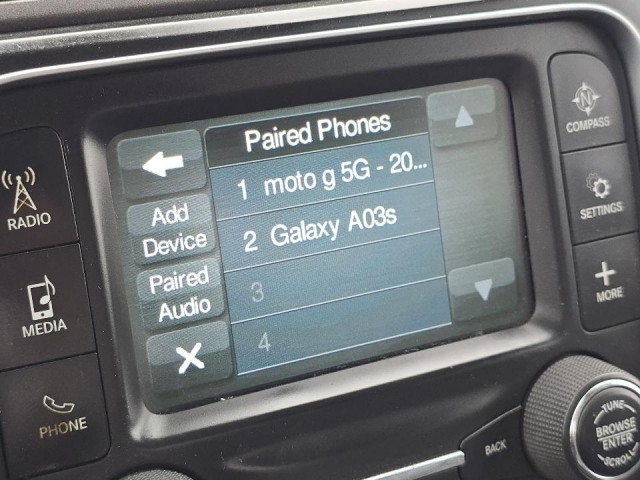 Paired Phones
1 moto g 5G - 20...
Add
Device
2 Galaxy A03s
Paired
Audio
3
4
RADIO
MEDIA
PHONE
N
COMPASS
SETTINGS
MORE
BACK
TUNE
BROWSE
ENTER
SCROLL